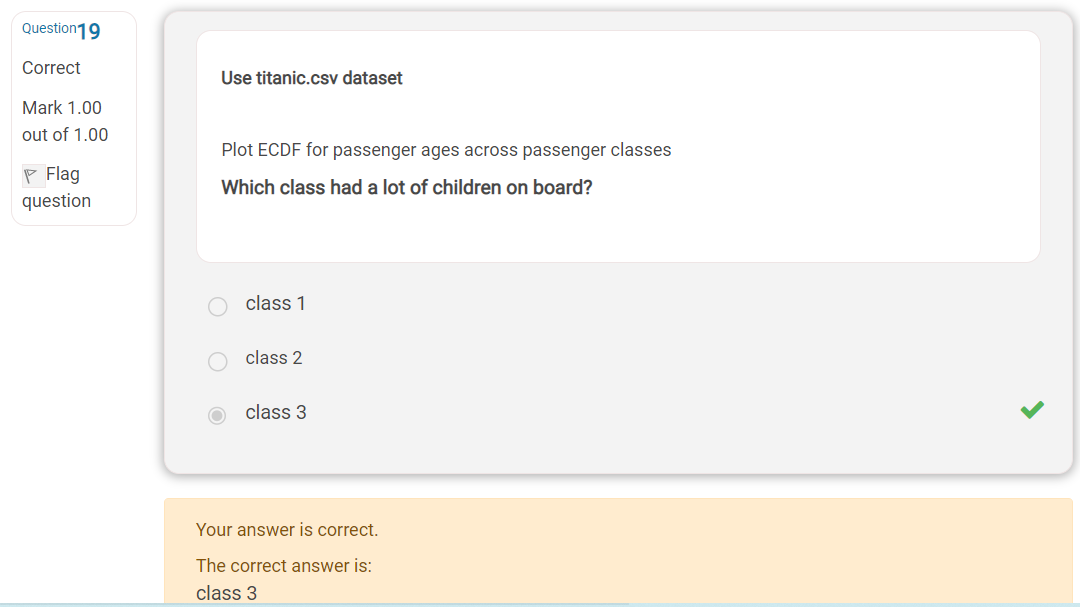 Question 19
Correct
Mark 1.00
out of 1.00
Flag
question
Use titanic.csv dataset
Plot ECDF for passenger ages across passenger classes
Which class had a lot of children on board?
class 1
class 2
class 3
Your answer is correct.
The correct answer is:
class 3